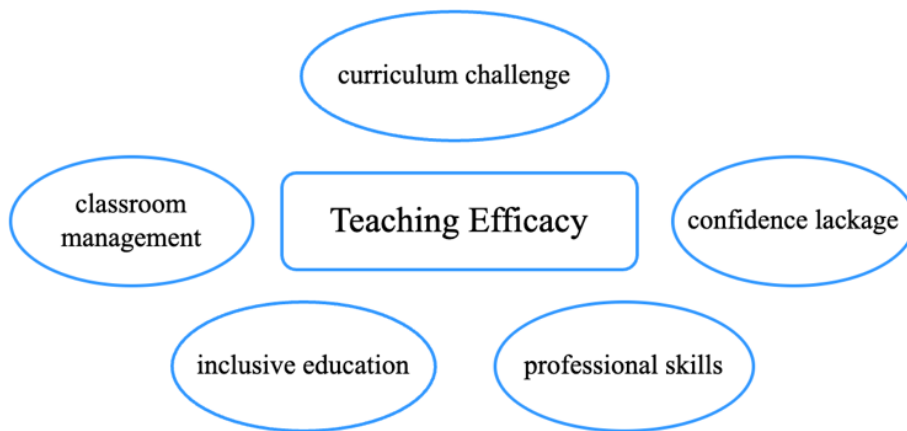 curriculum challenge
classroom
management
Teaching Efficacy
confidence lackage
inclusive education
professional skills